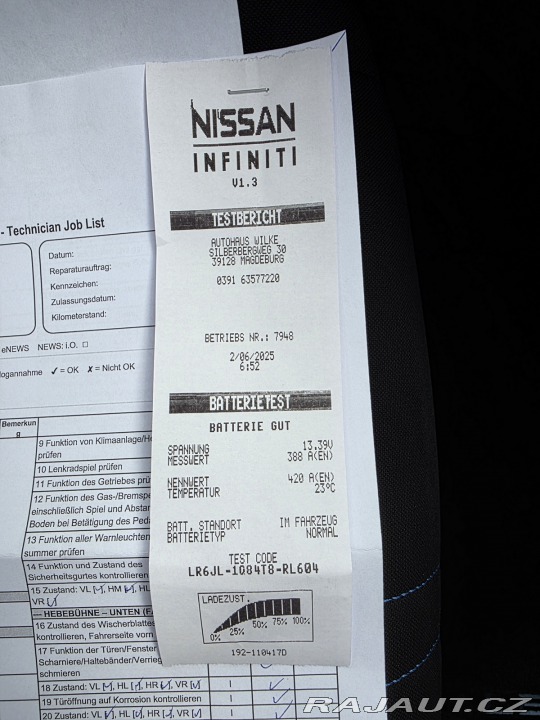 NISSAN
INFINITI
V1.3
TESTBERICHT
AUTOHAUS WILKE
SILBERBERGWEG 30
39128 MAGDEBURG
0391 63577220
BETRIEBS NR.: 7948
2/06/2025
6:52
BATTERIETEST
BATTERIE GUT
SPANNUNG 13.39V
MESSWERT 388 A(EN)
NENNWERT 420 A(EN)
TEMPERATUR 23°C
BATT. STANDORT IM FAHRZEUG
BATTERIETYP NORMAL
TEST CODE
LR6JL-1Q84T8-RL604
LADEZUST.
0% 25% 50% 75% 100%
192-110417D
- Technician Job List
Datum:
Reparaturauftrag:
Kennzeichen:
Zulassungsdatum:
Kilometerstand:
eNEWS NEWS: i.O. □
logannahme ✓ = OK ✗ = Nicht OK
Bemerkun
g
9 Funktion von Klimaanlage/He
prüfen
10 Lenkradspiel prüfen
11 Funktion des Getriebes prü
12 Funktion des Gas-/Bremspe
einschließlich Spiel und Abstan
Boden bei Betätigung des Peda
13 Funktion aller Warnleuchten
summer prüfen
14 Funktion und Zustand des
Sicherheitsgurtes kontrollieren
15 Zustand: VL [✓], HM [✓], HL
VR [✓]
--- HEBEBÜHNE – UNTEN (FA
16 Zustand des Wischerblattes
kontrollieren, Fahrerseite vorn
17 Funktion der Türen/Fenster
Scharniere/Haltebänder/Verrieg
schmieren
18 Zustand: VL [✓], HL [✓], HR [✓], VR [✓] I ✓
19 Türöffnung auf Korrosion kontrollieren I ✓
20 Zustand: VL [✓], HL [✓], HR [✓], VR [✓]
RAJAUT.CZ